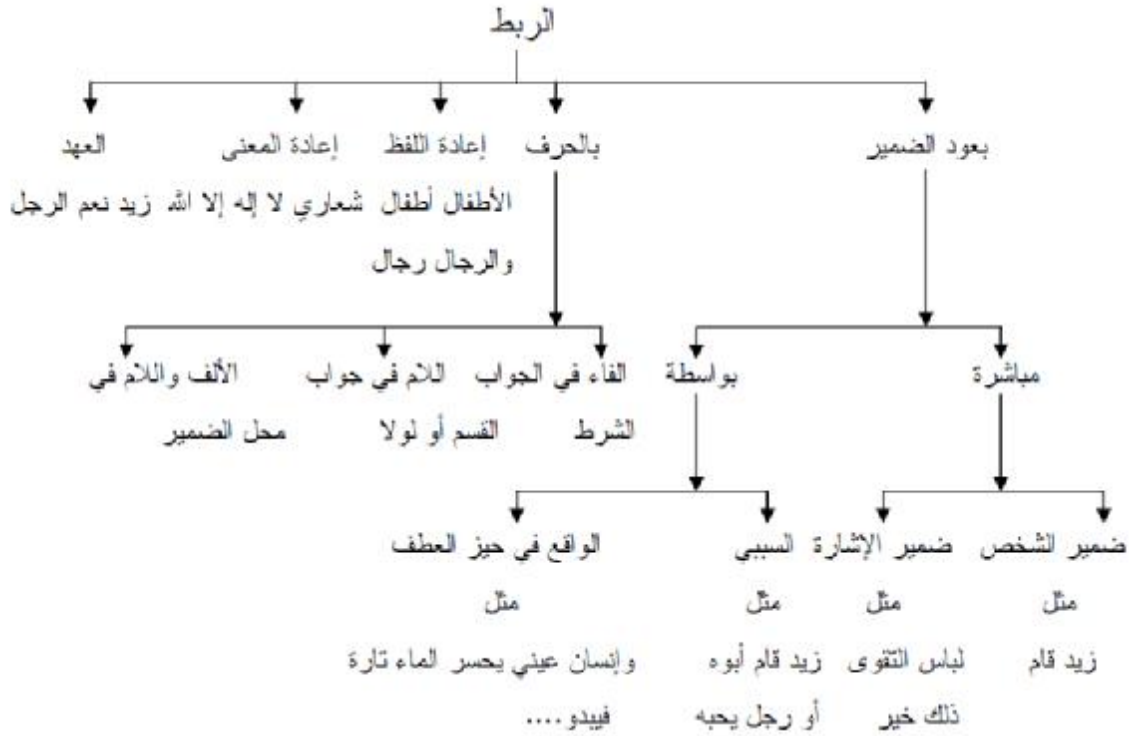 الربط
بعود الضمير بالحرف إعادة اللفظ إعادة المعنى العهد
الأطفال أطفال شعاري لا إله إلا الله زيد نعم الرجل
والرجال رجال
مباشرة بواسطة الفاء في الجواب اللام في جواب الألف واللام في
الشرط القسم أو لولا محل الضمير
ضمير الشخص ضمير الإشارة السببي الواقع في حيز العطف
مثل مثل مثل مثل
زيد قام لباس التقوى زيد قام أبوه وإنسان عيني يحسر الماء تارة
ذلك خير أو رجل يحبه فيبدو....